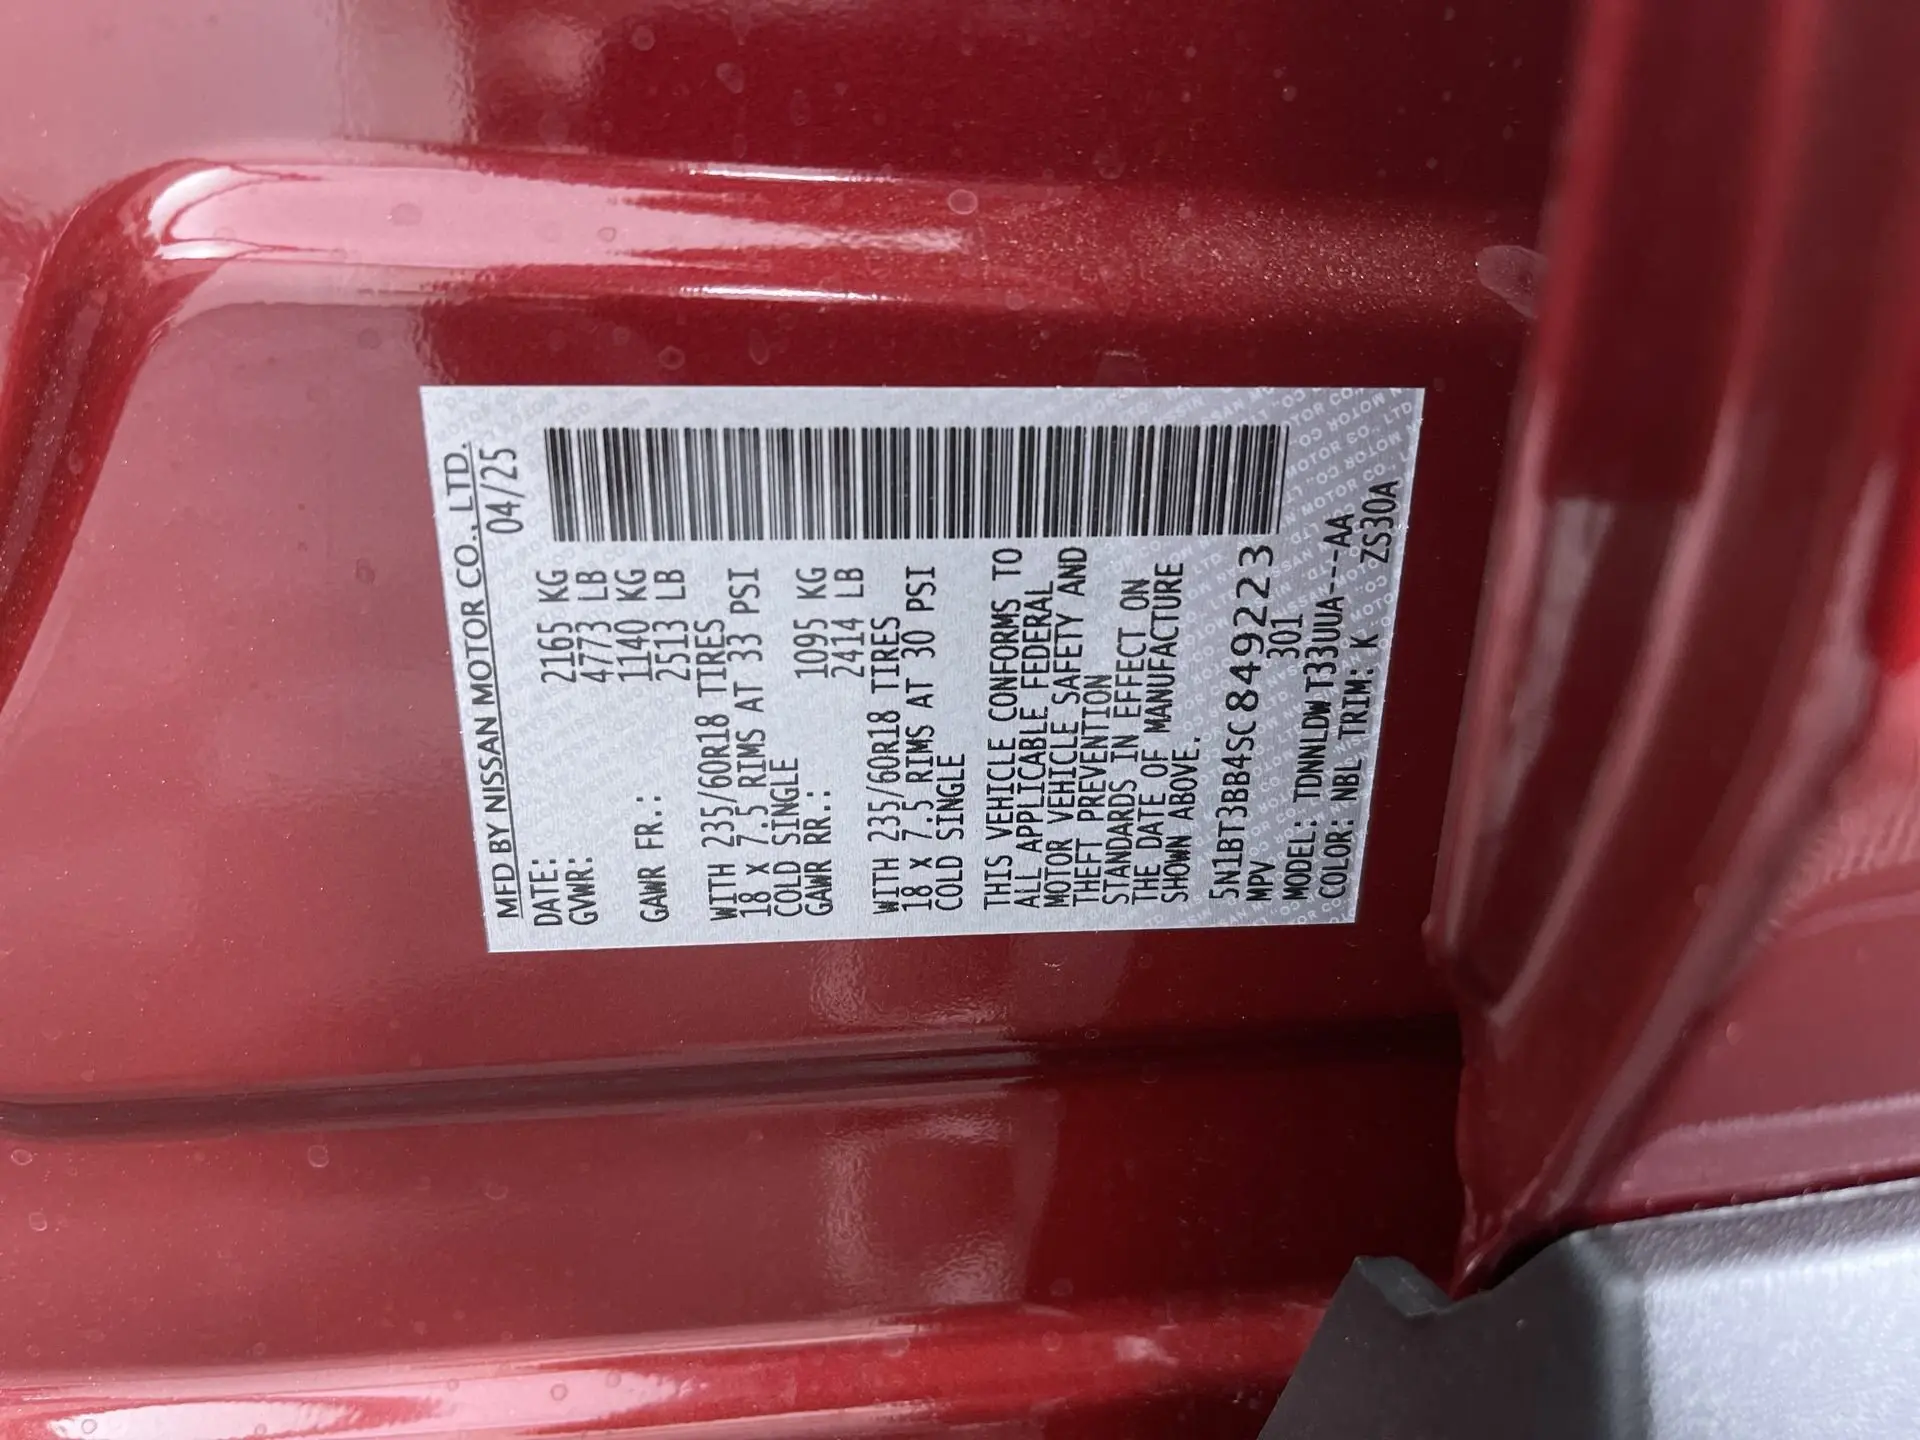 MFD BY NISSAN MOTOR CO., LTD.
DATE: 04/25
GVWR: 2165 KG
4773 LB
GAWR FR.: 1140 KG
2513 LB
WITH 235/60R18 TIRES
18 X 7.5 RIMS AT 33 PSI
COLD SINGLE
GAWR RR.: 1095 KG
2414 LB
WITH 235/60R18 TIRES
18 X 7.5 RIMS AT 30 PSI
COLD SINGLE
THIS VEHICLE CONFORMS TO
ALL APPLICABLE FEDERAL
MOTOR VEHICLE SAFETY AND
THEFT PREVENTION
STANDARDS IN EFFECT ON
THE DATE OF MANUFACTURE
SHOWN ABOVE.
5N1BT3BB4SC849223
MPV 301
MODEL: TDNNLDW T33UUA---AA
COLOR: NBL TRIM: K ZS30A